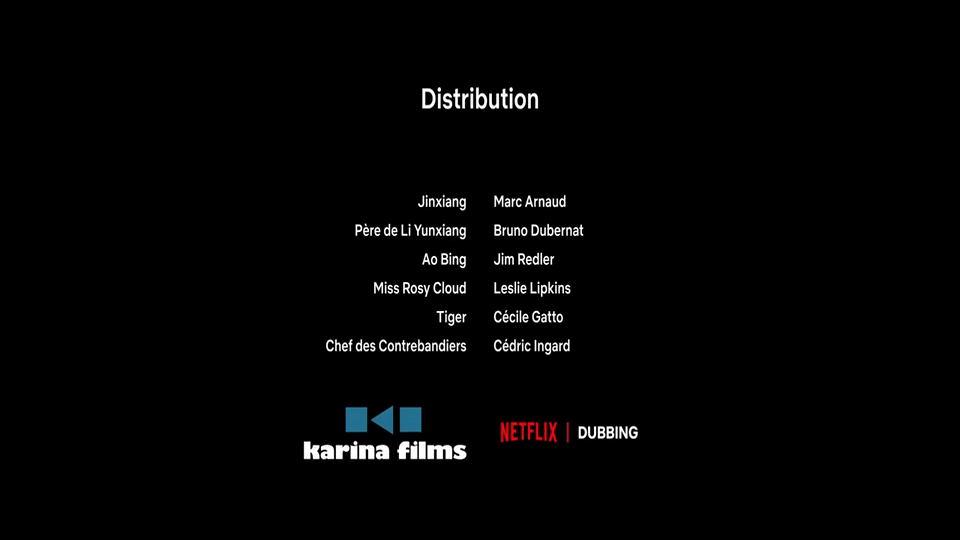 Distribution
Jinxiang Marc Arnaud
Père de Li Yunxiang Bruno Dubernat
Ao Bing Jim Redler
Miss Rosy Cloud Leslie Lipkins
Tiger Cécile Gatto
Chef des Contrebandiers Cédric Ingard
karina films NETFLIX | DUBBING